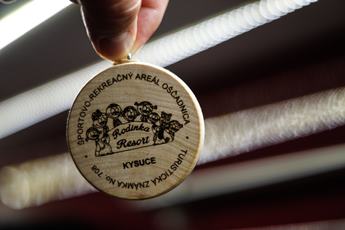 ŠPORTOVO-REKREAČNÝ AREÁL OŠČADNICA
Rodinka
Resort
KYSUCE
TURISTICKÁ ZNÁMKA No 708